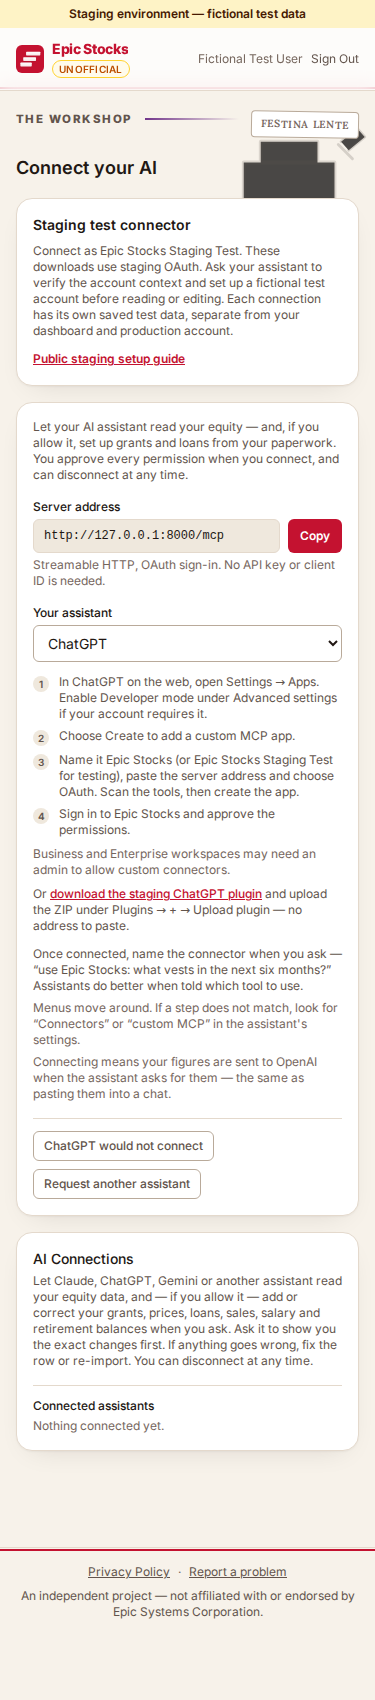 Staging environment — fictional test data
Epic Stocks
UNOFFICIAL
Fictional Test User Sign Out
THE WORKSHOP
FESTINA LENTE
Connect your AI
Staging test connector
Connect as Epic Stocks Staging Test. These
downloads use staging OAuth. Ask your assistant to
verify the account context and set up a fictional test
account before reading or editing. Each connection
has its own saved test data, separate from your
dashboard and production account.
Public staging setup guide
Let your AI assistant read your equity — and, if you
allow it, set up grants and loans from your paperwork.
You approve every permission when you connect, and
can disconnect at any time.
Server address
http://127.0.0.1:8000/mcp
Copy
Streamable HTTP, OAuth sign-in. No API key or client
ID is needed.
Your assistant
ChatGPT
1 In ChatGPT on the web, open Settings → Apps.
Enable Developer mode under Advanced settings
if your account requires it.
2 Choose Create to add a custom MCP app.
3 Name it Epic Stocks (or Epic Stocks Staging Test
for testing), paste the server address and choose
OAuth. Scan the tools, then create the app.
4 Sign in to Epic Stocks and approve the
permissions.
Business and Enterprise workspaces may need an
admin to allow custom connectors.
Or download the staging ChatGPT plugin and upload
the ZIP under Plugins → + → Upload plugin — no
address to paste.
Once connected, name the connector when you ask —
“use Epic Stocks: what vests in the next six months?”
Assistants do better when told which tool to use.
Menus move around. If a step does not match, look for
“Connectors” or “custom MCP” in the assistant's
settings.
Connecting means your figures are sent to OpenAI
when the assistant asks for them — the same as
pasting them into a chat.
ChatGPT would not connect
Request another assistant
AI Connections
Let Claude, ChatGPT, Gemini or another assistant read
your equity data, and — if you allow it — add or
correct your grants, prices, loans, sales, salary and
retirement balances when you ask. Ask it to show you
the exact changes first. If anything goes wrong, fix the
row or re-import. You can disconnect at any time.
Connected assistants
Nothing connected yet.
Privacy Policy · Report a problem
An independent project — not affiliated with or endorsed by
Epic Systems Corporation.